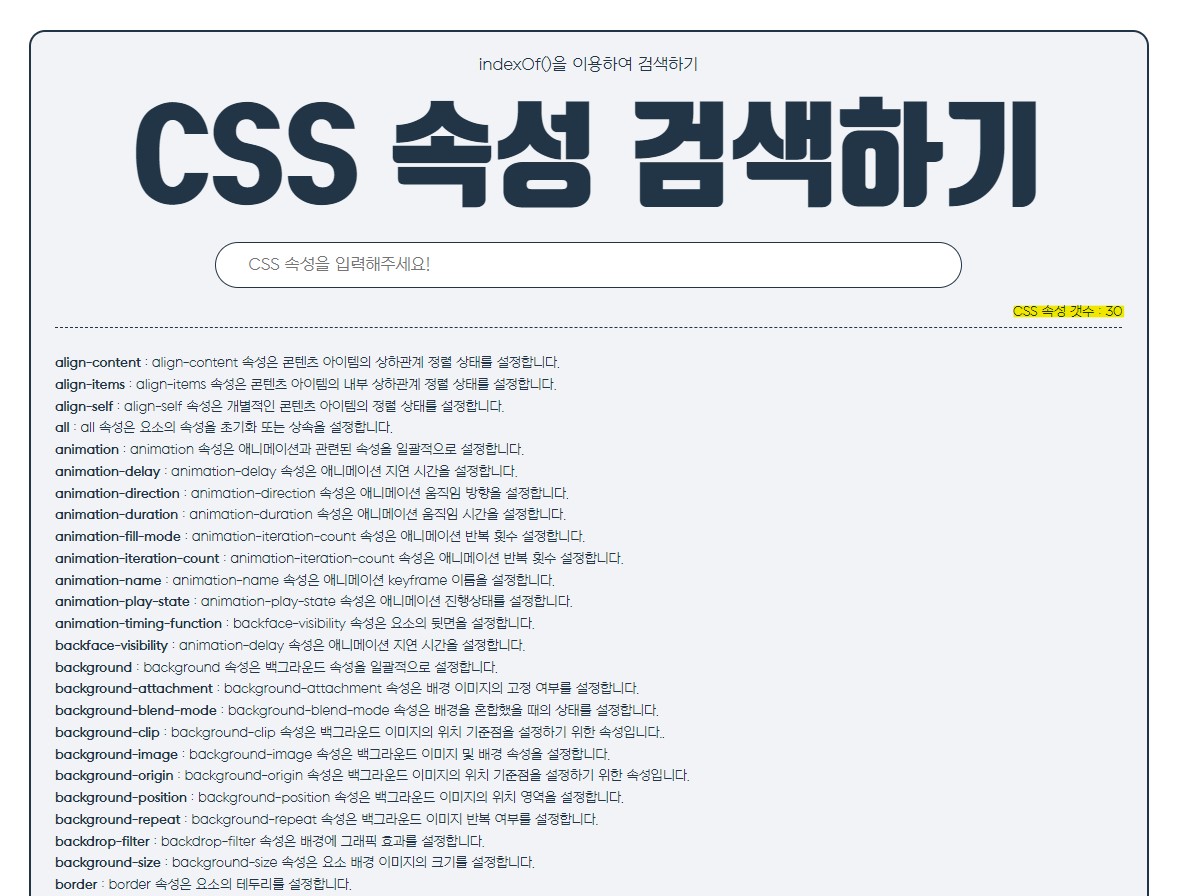 indexOf()을 이용하여 검색하기
CSS 속성 검색하기
CSS 속성을 입력해주세요!
CSS 속성 갯수 : 30
align-content : align-content 속성은 콘텐츠 아이템의 상하관계 정렬 상태를 설정합니다.
align-items : align-items 속성은 콘텐츠 아이템의 내부 상하관계 정렬 상태를 설정합니다.
align-self : align-self 속성은 개별적인 콘텐츠 아이템의 정렬 상태를 설정합니다.
all : all 속성은 요소의 속성을 초기화 또는 상속을 설정합니다.
animation : animation 속성은 애니메이션과 관련된 속성을 일괄적으로 설정합니다.
animation-delay : animation-delay 속성은 애니메이션 지연 시간을 설정합니다.
animation-direction : animation-direction 속성은 애니메이션 움직임 방향을 설정합니다.
animation-duration : animation-duration 속성은 애니메이션 움직임 시간을 설정합니다.
animation-fill-mode : animation-iteration-count 속성은 애니메이션 반복 횟수 설정합니다.
animation-iteration-count : animation-iteration-count 속성은 애니메이션 반복 횟수 설정합니다.
animation-name : animation-name 속성은 애니메이션 keyframe 이름을 설정합니다.
animation-play-state : animation-play-state 속성은 애니메이션 진행상태를 설정합니다.
animation-timing-function : backface-visibility 속성은 요소의 뒷면을 설정합니다.
backface-visibility : animation-delay 속성은 애니메이션 지연 시간을 설정합니다.
background : background 속성은 백그라운드 속성을 일괄적으로 설정합니다.
background-attachment : background-attachment 속성은 배경 이미지의 고정 여부를 설정합니다.
background-blend-mode : background-blend-mode 속성은 배경을 혼합했을 때의 상태를 설정합니다.
background-clip : background-clip 속성은 백그라운드 이미지의 위치 기준점을 설정하기 위한 속성입니다..
background-image : background-image 속성은 백그라운드 이미지 및 배경 속성을 설정합니다.
background-origin : background-origin 속성은 백그라운드 이미지의 위치 기준점을 설정하기 위한 속성입니다.
background-position : background-position 속성은 백그라운드 이미지의 위치 영역을 설정합니다.
background-repeat : background-repeat 속성은 백그라운드 이미지 반복 여부를 설정합니다.
backdrop-filter : backdrop-filter 속성은 배경에 그래픽 효과를 설정합니다.
background-size : background-size 속성은 요소 배경 이미지의 크기를 설정합니다.
border : border 속성은 요소의 테두리를 설정합니다.